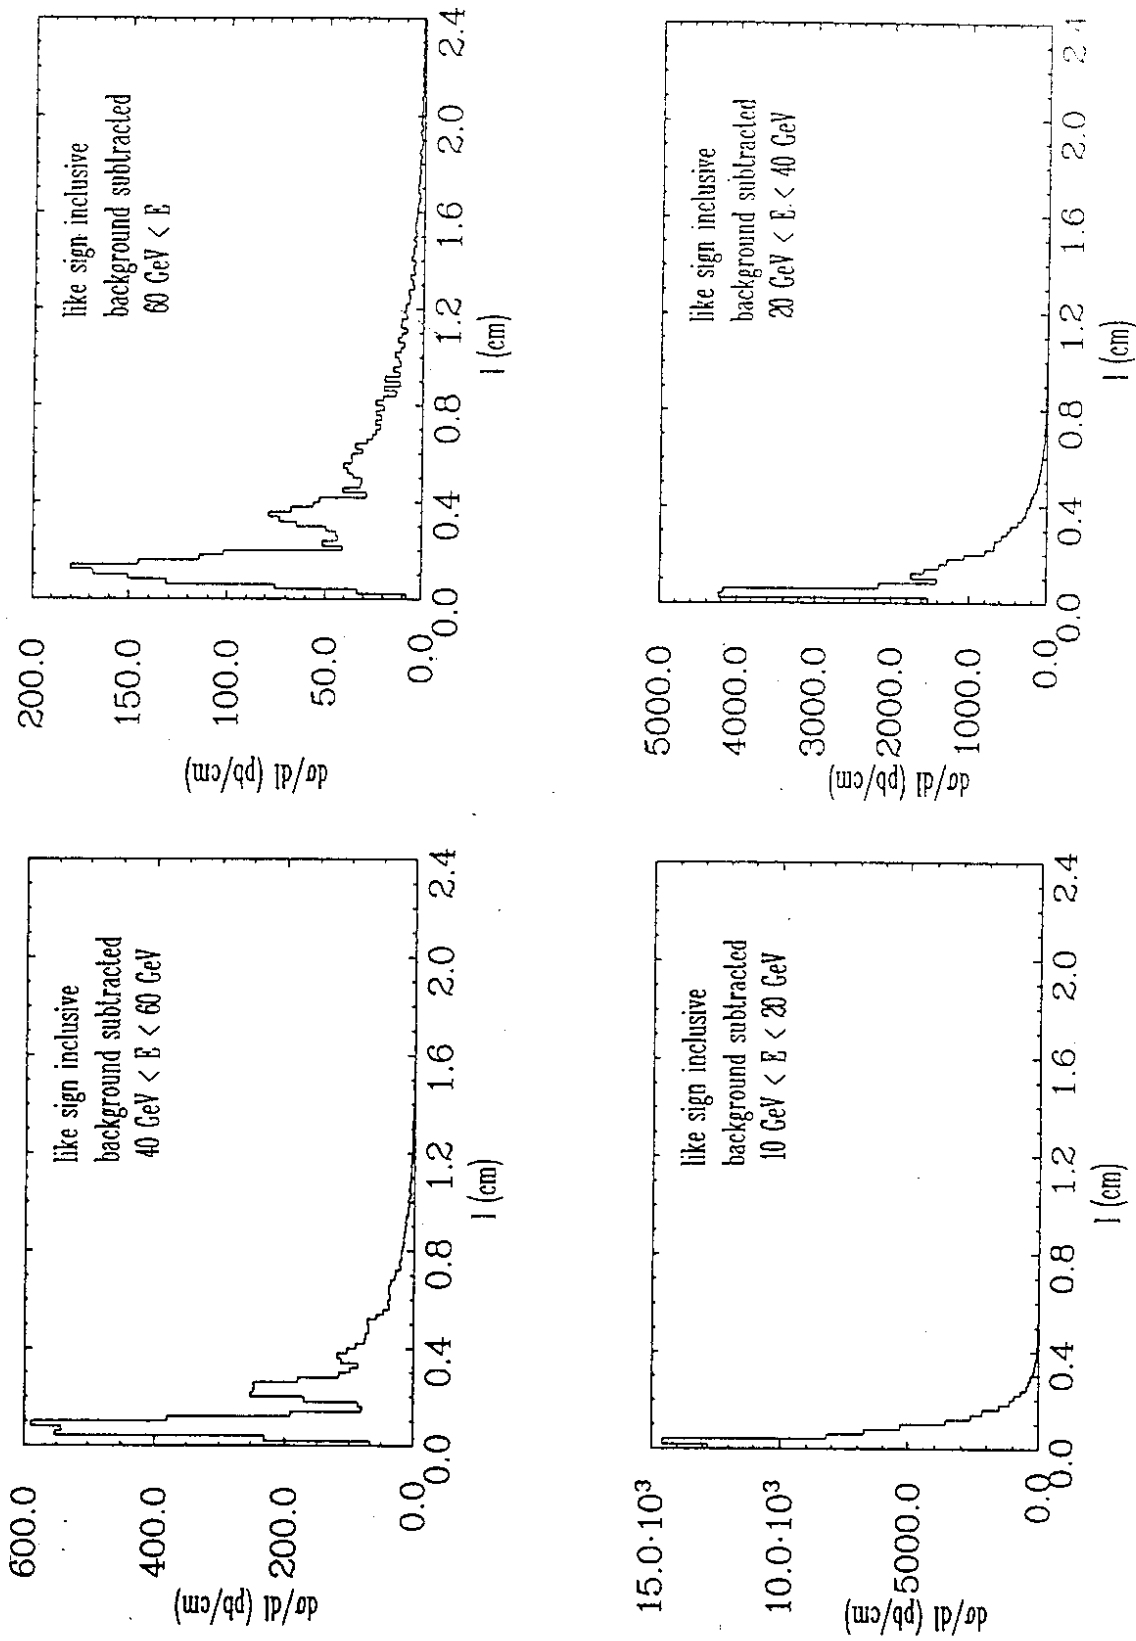 dσ/dl (pb/cm)
600.0
400.0
200.0
0.0
like sign inclusive
background subtracted
40 GeV < E < 60 GeV
0.0 0.4 0.8 1.2 1.6 2.0 2.4
l (cm)
dσ/dl (pb/cm)
200.0
150.0
100.0
50.0
0.0
like sign inclusive
background subtracted
60 GeV < E
0.0 0.4 0.8 1.2 1.6 2.0 2.4
l (cm)
dσ/dl (pb/cm)
15.0·10³
10.0·10³
5000.0
0.0
like sign inclusive
background subtracted
10 GeV < E < 20 GeV
0.0 0.4 0.8 1.2 1.6 2.0 2.4
l (cm)
dσ/dl (pb/cm)
5000.0
4000.0
3000.0
2000.0
1000.0
0.0
like sign inclusive
background subtracted
20 GeV < E < 40 GeV
0.0 0.4 0.8 1.2 1.6 2.0 2.4
l (cm)